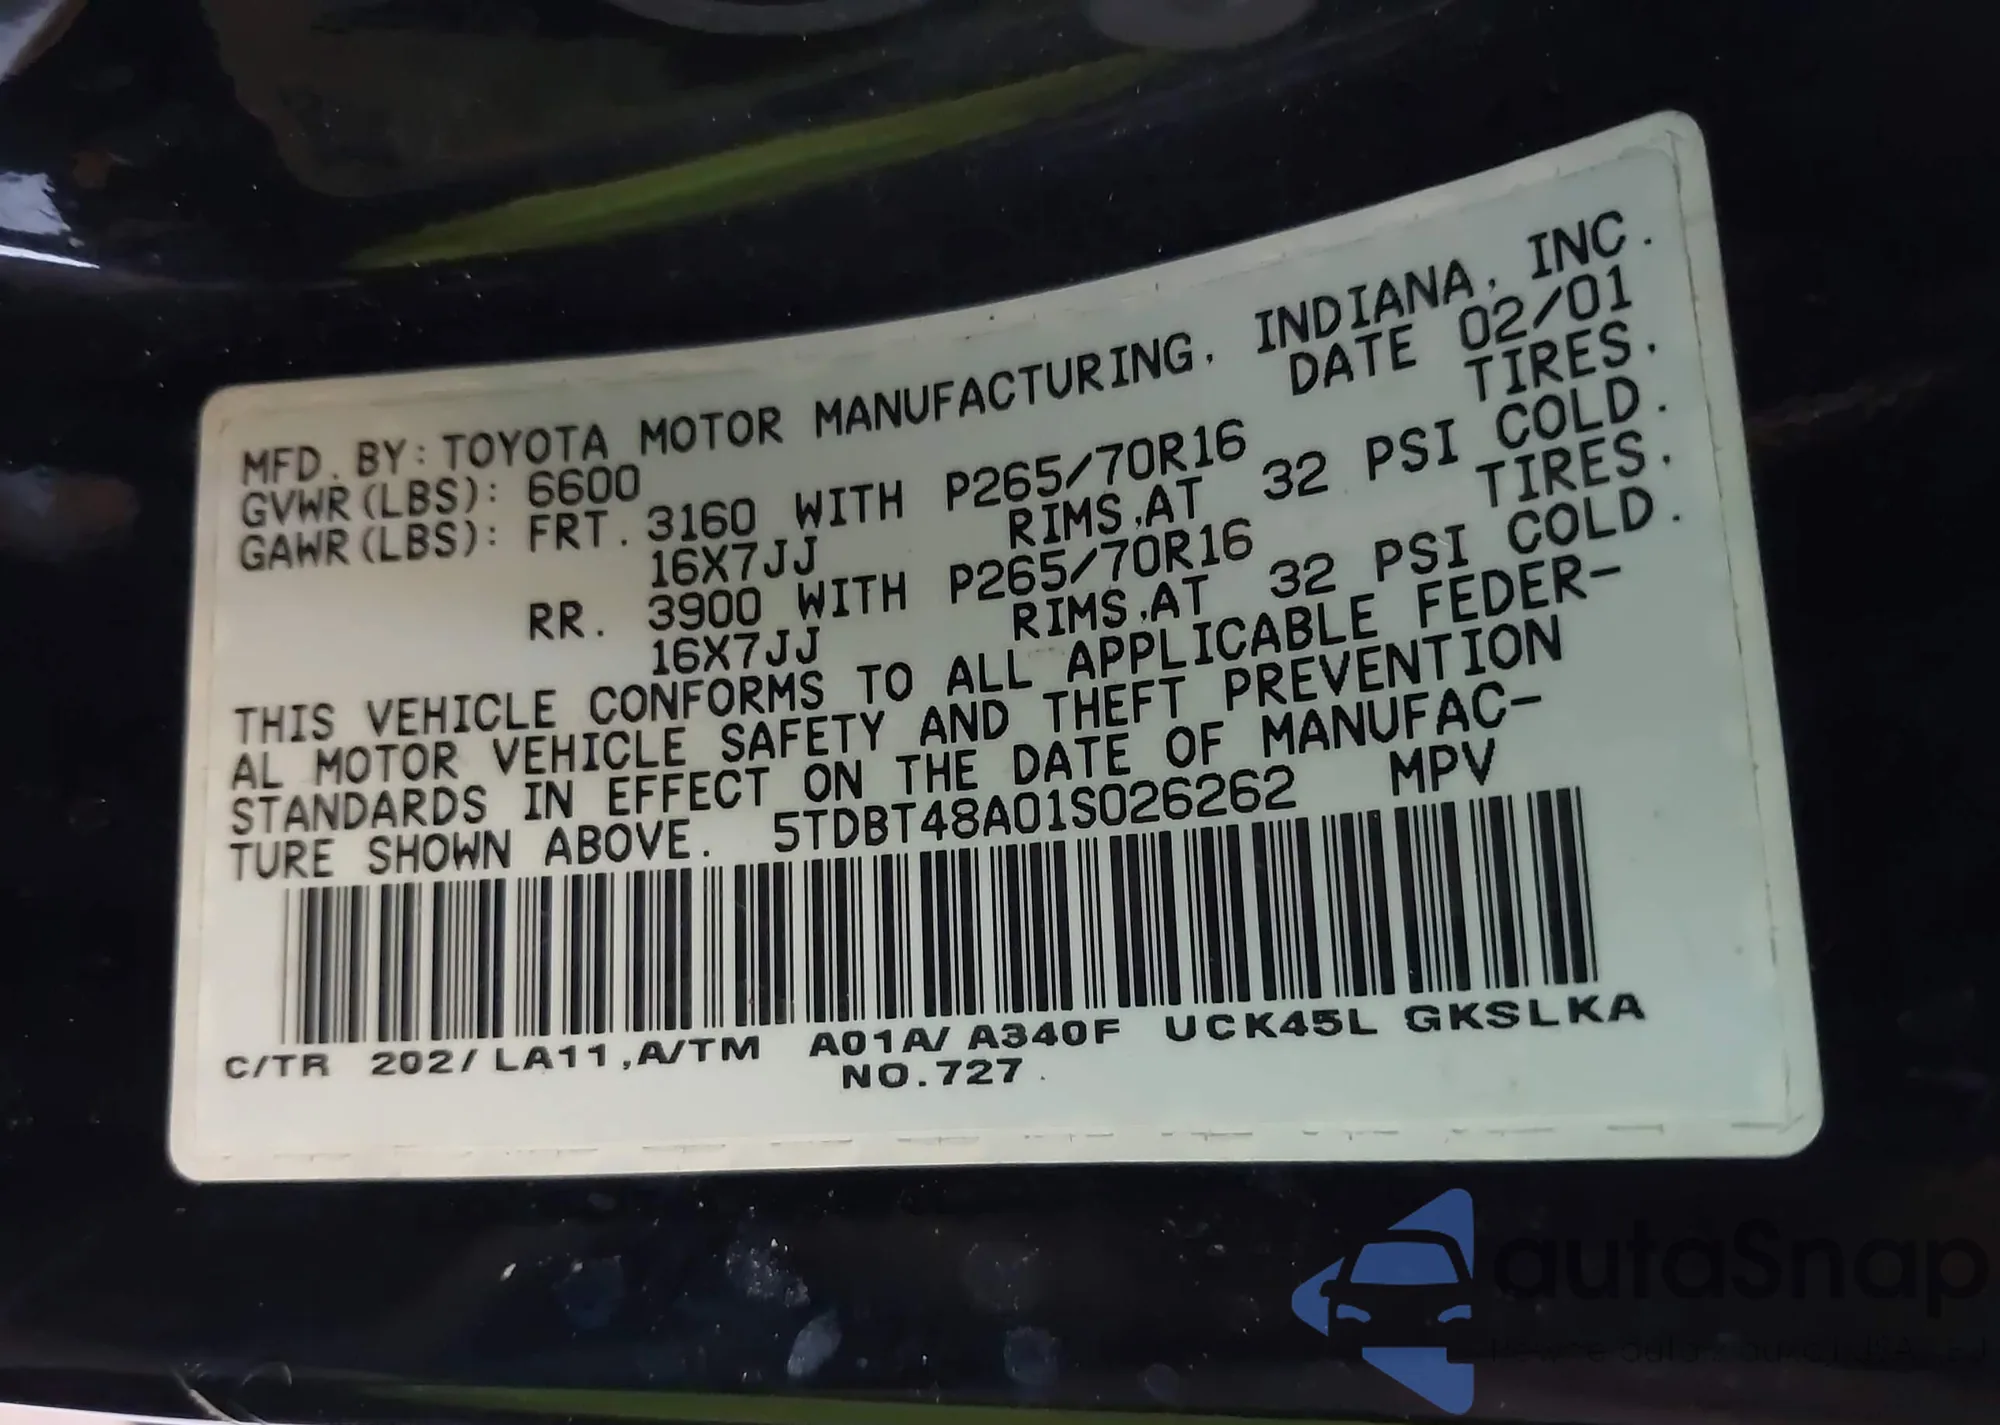 MFD. BY: TOYOTA MOTOR MANUFACTURING, INDIANA, INC.
GVWR(LBS): 6600 DATE 02/01
GAWR(LBS): FRT. 3160 WITH P265/70R16 TIRES.
16X7JJ RIMS,AT 32 PSI COLD.
RR. 3900 WITH P265/70R16 TIRES.
16X7JJ RIMS,AT 32 PSI COLD.
THIS VEHICLE CONFORMS TO ALL APPLICABLE FEDER-
AL MOTOR VEHICLE SAFETY AND THEFT PREVENTION
STANDARDS IN EFFECT ON THE DATE OF MANUFAC-
TURE SHOWN ABOVE. 5TDBT48A01S026262 MPV
C/TR 202/LA11,A/TM A01A/A340F UCK45L GKSLKA
NO.727
autoSnap